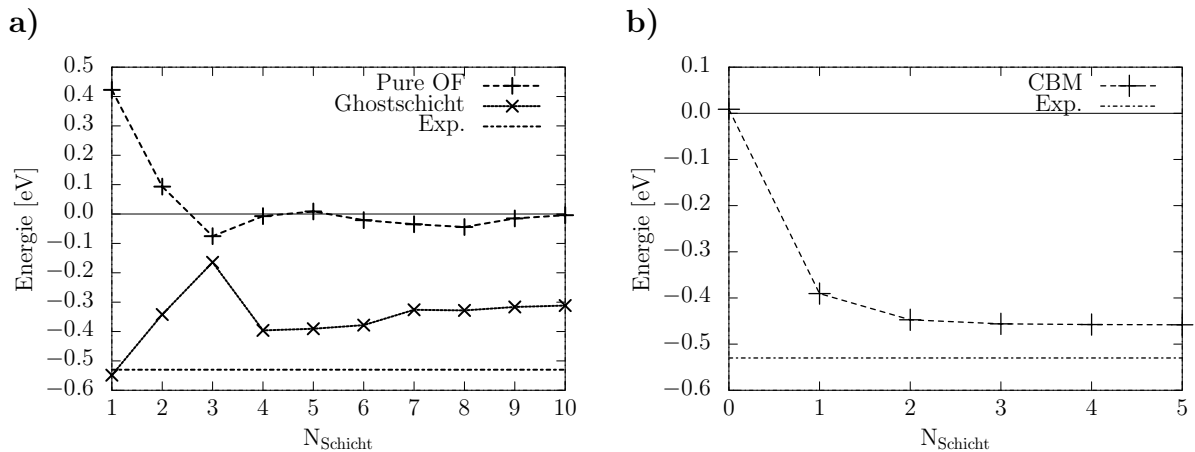 a)
Energie [eV]
0.5
0.4
0.3
0.2
0.1
0.0
−0.1
−0.2
−0.3
−0.4
−0.5
−0.6
1 2 3 4 5 6 7 8 9 10
N_Schicht
Pure OF
Ghostschicht
Exp.
b)
Energie [eV]
0.1
0.0
−0.1
−0.2
−0.3
−0.4
−0.5
−0.6
0 1 2 3 4 5
N_Schicht
CBM
Exp.